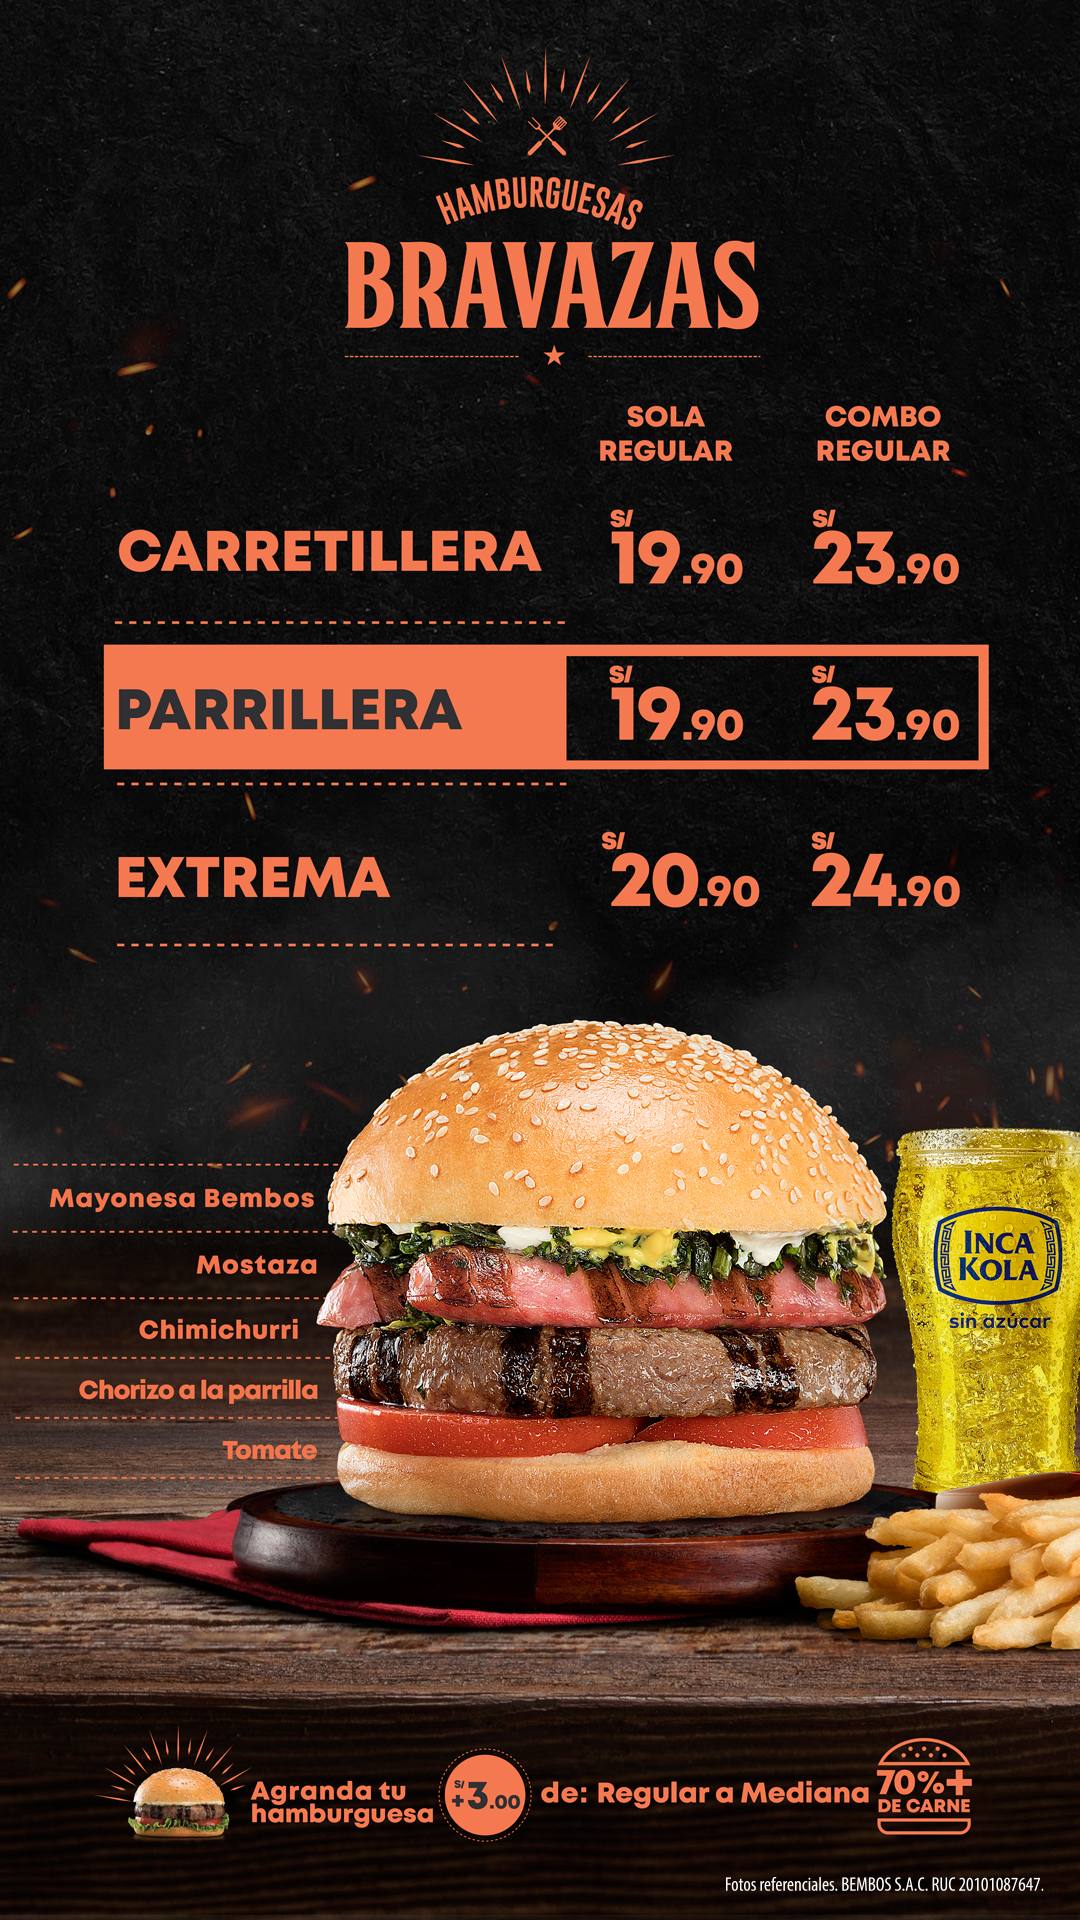 HAMBURGUESAS
BRAVAZAS
SOLA REGULAR
COMBO REGULAR
CARRETILLERA S/ 19.90 S/ 23.90
PARRILLERA S/ 19.90 S/ 23.90
EXTREMA S/ 20.90 S/ 24.90
Mayonesa Bembos
Mostaza
Chimichurri
Chorizo a la parrilla
Tomate
INCA
KOLA
sin azúcar
Agranda tu
hamburguesa
S/ +3.00
de: Regular a Mediana
70%+
DE CARNE
Fotos referenciales. BEMBOS S.A.C. RUC 20101087647.